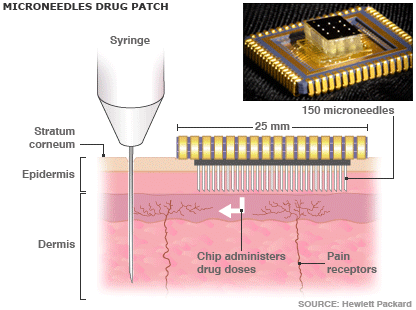 MICRONEEDLES DRUG PATCH
Syringe
150 microneedles
25 mm
Stratum
corneum
Epidermis
Dermis
Chip administers
drug doses
Pain
receptors
SOURCE: Hewlett Packard